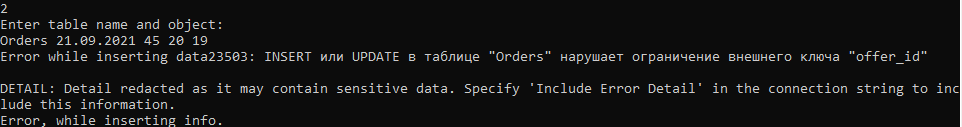 2
Enter table name and object:
Orders 21.09.2021 45 20 19
Error while inserting data23503: INSERT или UPDATE в таблице "Orders" нарушает ограничение внешнего ключа "offer_id"
DETAIL: Detail redacted as it may contain sensitive data. Specify 'Include Error Detail' in the connection string to inc
lude this information.
Error, while inserting info.